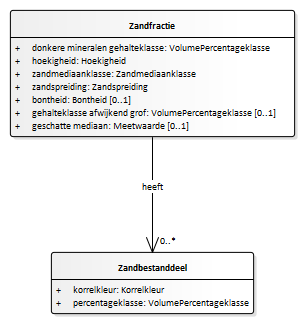 Zandfractie
+ donkere mineralen gehalteklasse: VolumePercentageklasse
+ hoekigheid: Hoekigheid
+ zandmediaanklasse: Zandmediaanklasse
+ zandspreiding: Zandspreiding
+ bontheid: Bontheid [0..1]
+ gehalteklasse afwijkend grof: VolumePercentageklasse [0..1]
+ geschatte mediaan: Meetwaarde [0..1]
heeft
0..*
Zandbestanddeel
+ korrelkleur: Korrelkleur
+ percentageklasse: VolumePercentageklasse